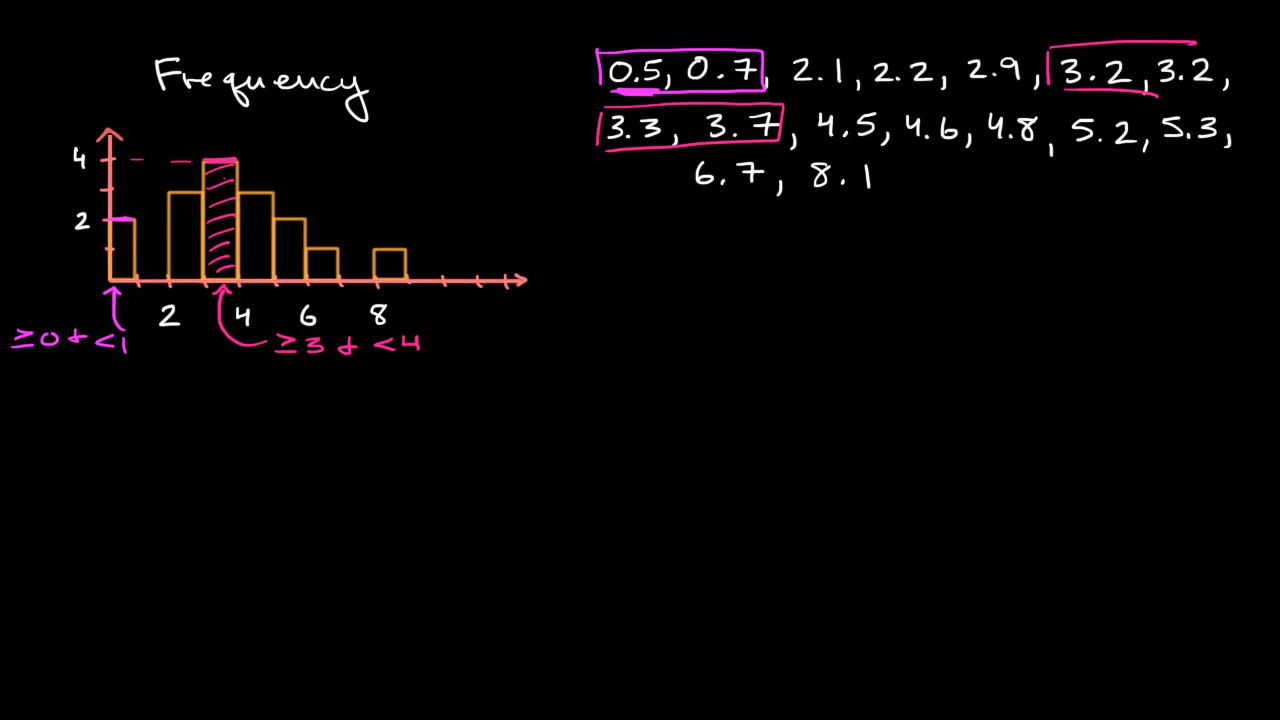 Frequency
0.5, 0.7, 2.1, 2.2, 2.9, 3.2, 3.2,
3.3, 3.7, 4.5, 4.6, 4.8, 5.2, 5.3,
6.7, 8.1
4
2
2 4 6 8
≥0 + <1
≥3 + <4